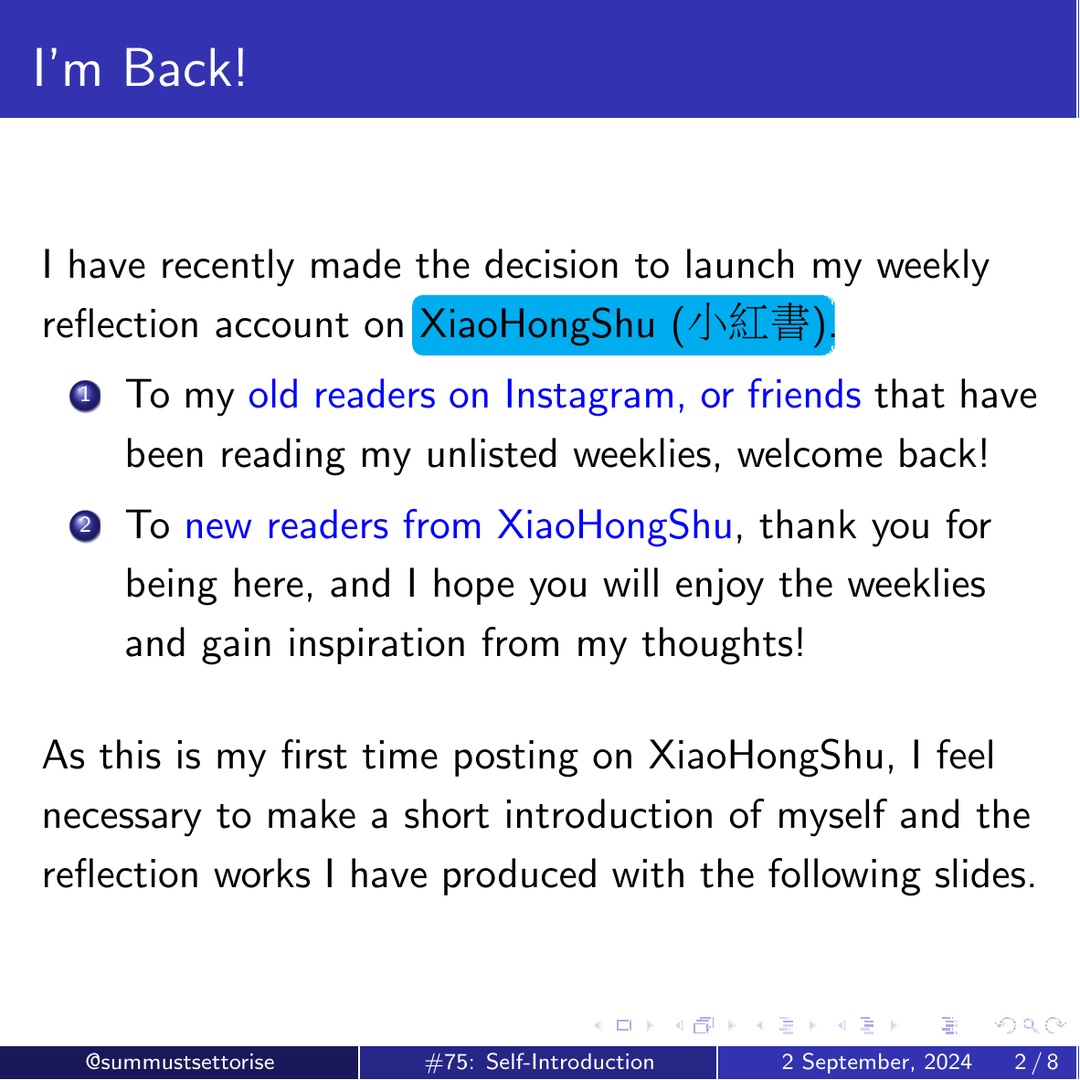 I'm Back!
I have recently made the decision to launch my weekly
reflection account on XiaoHongShu (小紅書).
1 To my old readers on Instagram, or friends that have
been reading my unlisted weeklies, welcome back!
2 To new readers from XiaoHongShu, thank you for
being here, and I hope you will enjoy the weeklies
and gain inspiration from my thoughts!
As this is my first time posting on XiaoHongShu, I feel
necessary to make a short introduction of myself and the
reflection works I have produced with the following slides.
@summustsettorise #75: Self-Introduction 2 September, 2024 2 / 8